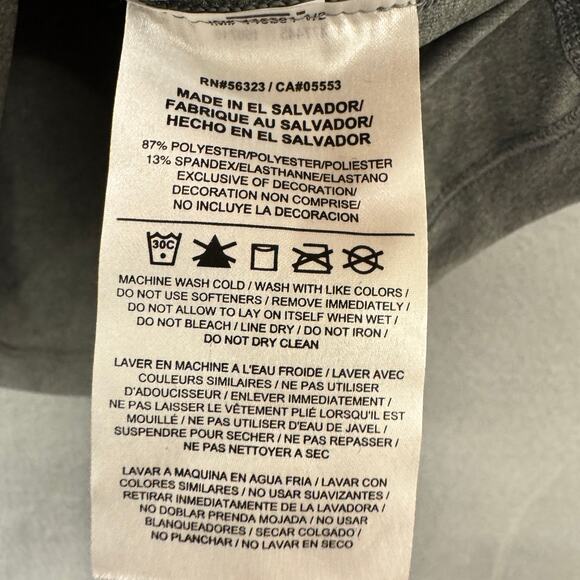 RN#56323 / CA#05553
MADE IN EL SALVADOR/
FABRIQUE AU SALVADOR/
HECHO EN EL SALVADOR
87% POLYESTER/POLYESTER/POLIESTER
13% SPANDEX/ELASTHANNE/ELASTANO
EXCLUSIVE OF DECORATION/
DECORATION NON COMPRISE/
NO INCLUYE LA DECORACION
30C
MACHINE WASH COLD / WASH WITH LIKE COLORS /
DO NOT USE SOFTENERS / REMOVE IMMEDIATELY /
DO NOT ALLOW TO LAY ON ITSELF WHEN WET /
DO NOT BLEACH / LINE DRY / DO NOT IRON /
DO NOT DRY CLEAN
LAVER EN MACHINE A L'EAU FROIDE / LAVER AVEC
COULEURS SIMILAIRES / NE PAS UTILISER
D'ADOUCISSEUR / ENLEVER IMMEDIATEMENT /
NE PAS LAISSER LE VÊTEMENT PLIÉ LORSQU'IL EST
MOUILLÉ / NE PAS UTILISER D'EAU DE JAVEL /
SUSPENDRE POUR SECHER / NE PAS REPASSER /
NE PAS NETTOYER A SEC
LAVAR A MAQUINA EN AGUA FRIA / LAVAR CON
COLORES SIMILARES / NO USAR SUAVIZANTES /
RETIRAR INMEDIATAMENTE DE LA LAVADORA /
NO DOBLAR PRENDA MOJADA / NO USAR
BLANQUEADORES / SECAR COLGADO /
NO PLANCHAR / NO LAVAR EN SECO